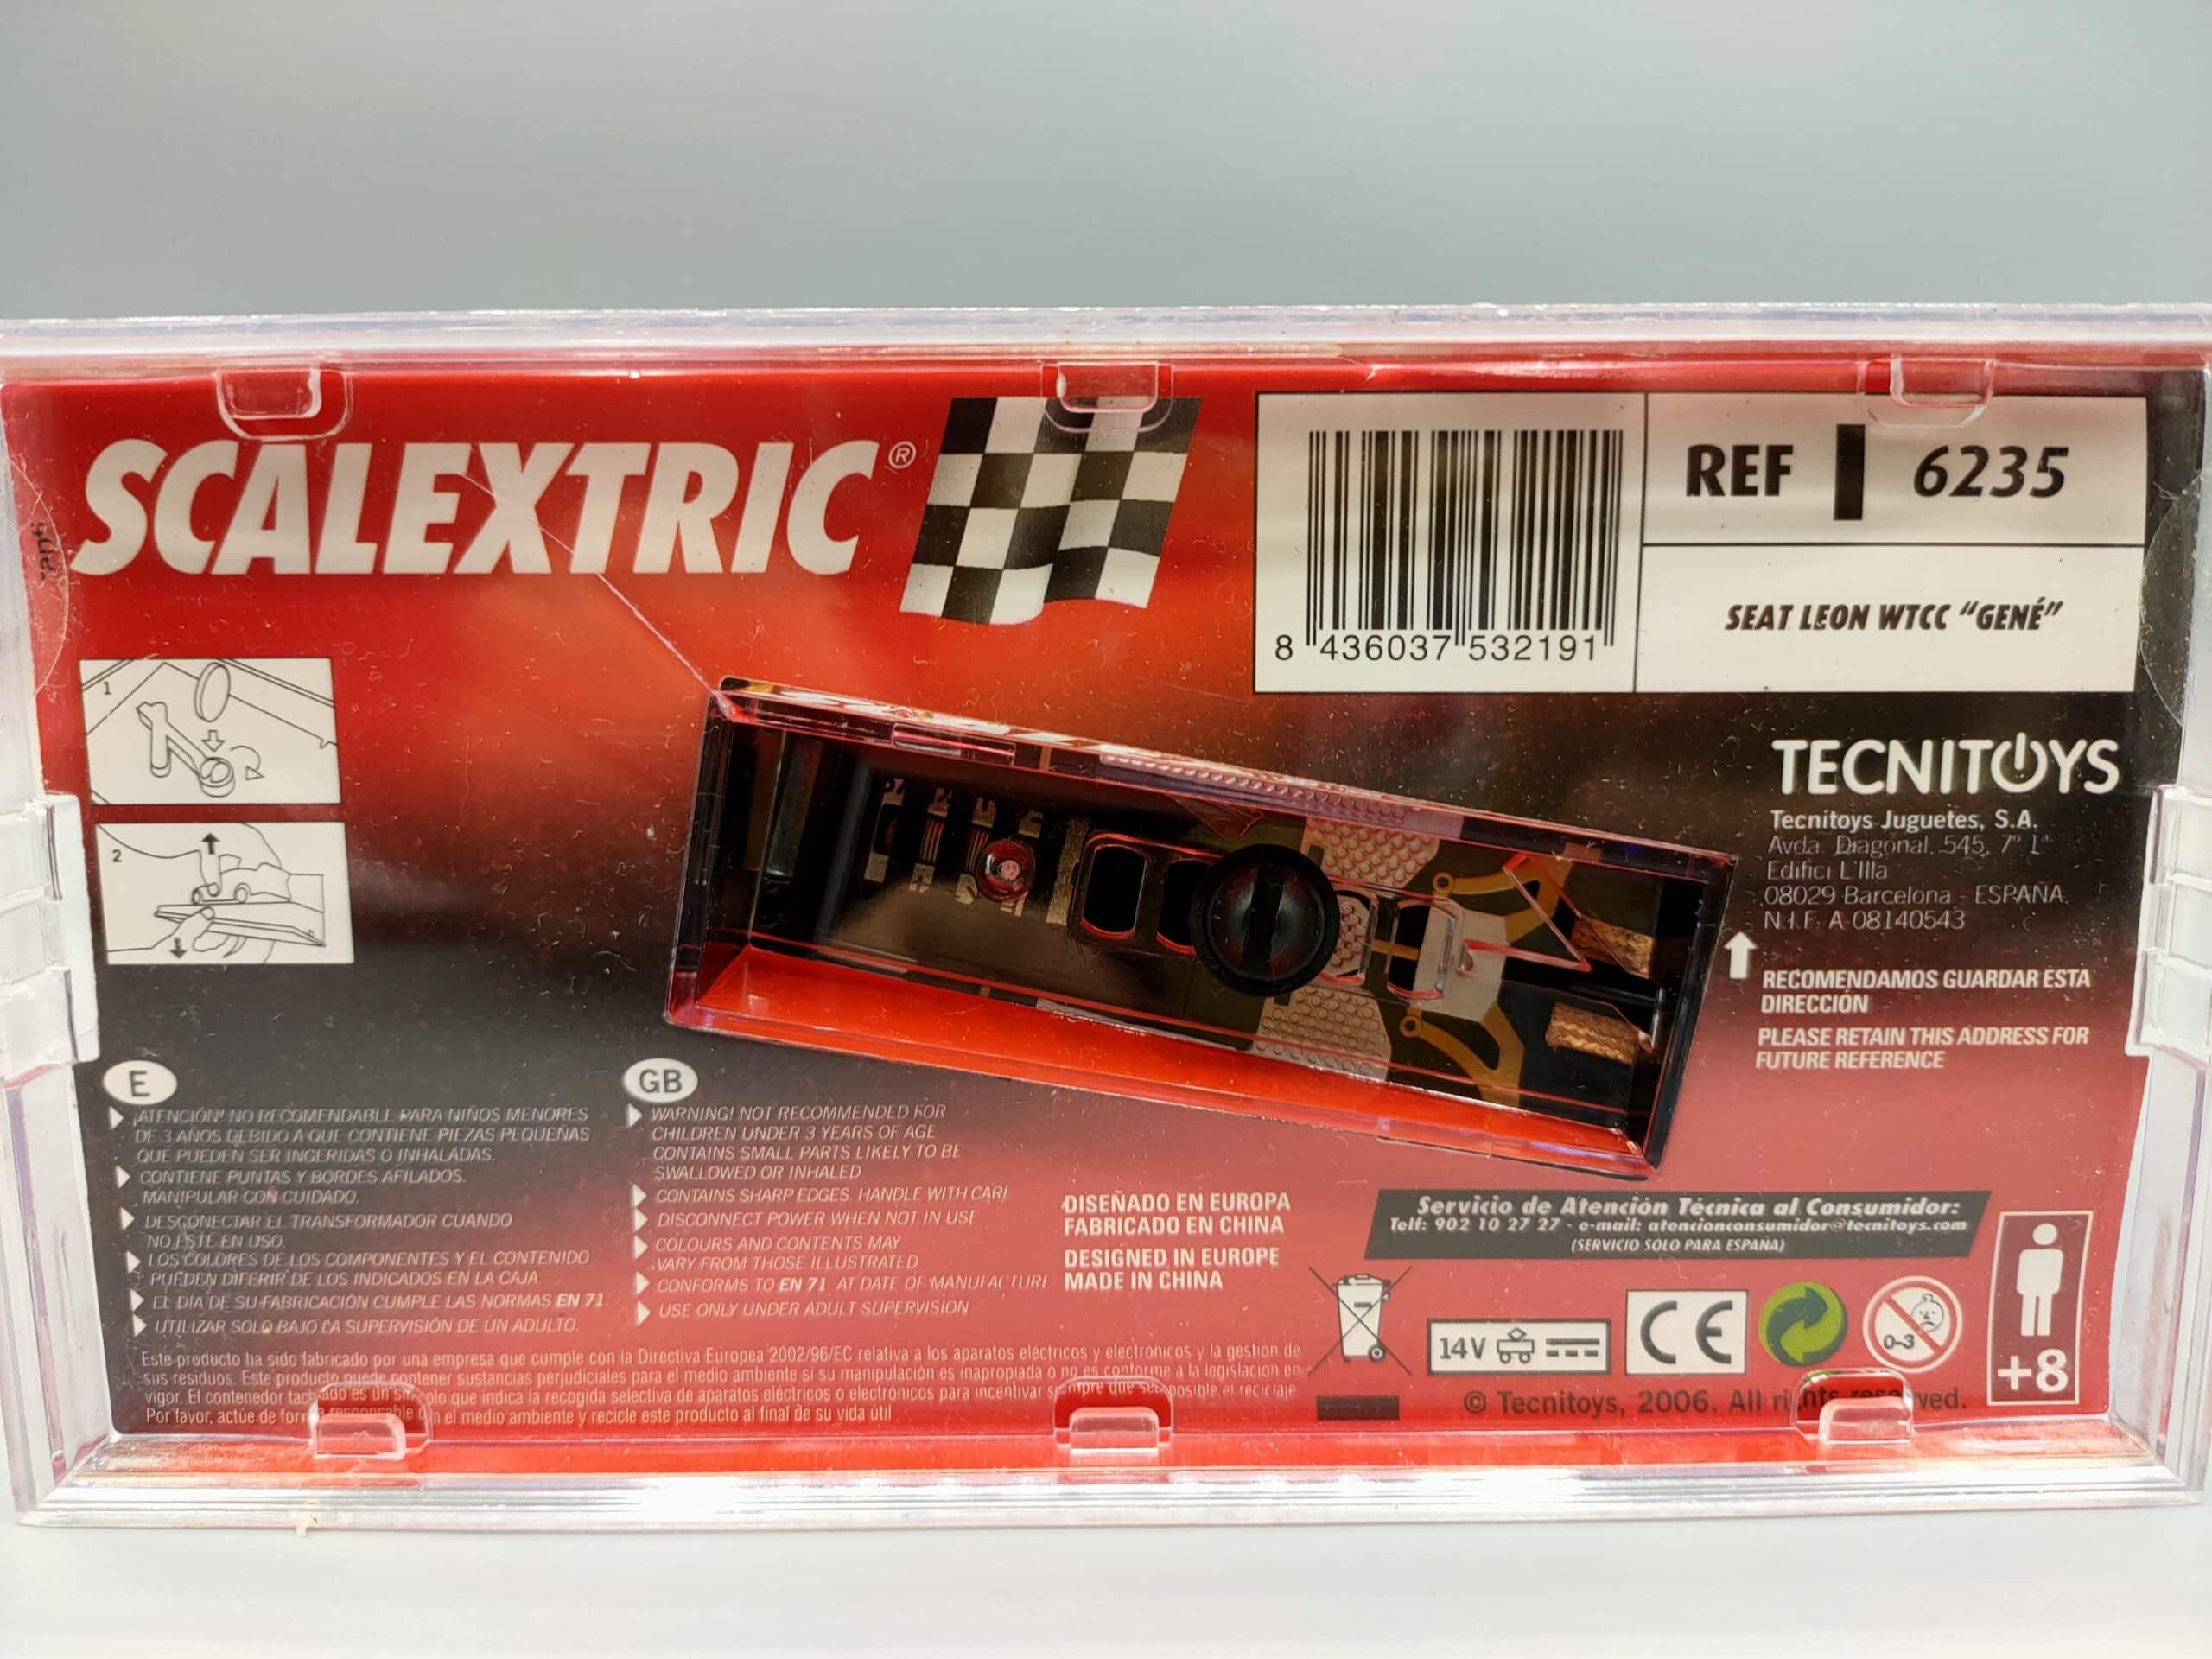 SCALEXTRIC®
8 436037 532191
REF 6235
SEAT LEON WTCC "GENÉ"
1
2
TECNITOYS
Tecnitoys Juguetes, S.A.
Avda. Diagonal, 545, 7º 1ª
Edifici L'Illa
08029 Barcelona - ESPAÑA
N.I.F: A-08140543
RECOMENDAMOS GUARDAR ESTA
DIRECCIÓN
PLEASE RETAIN THIS ADDRESS FOR
FUTURE REFERENCE
E
¡ATENCIÓN! NO RECOMENDABLE PARA NIÑOS MENORES
DE 3 AÑOS DEBIDO A QUE CONTIENE PIEZAS PEQUEÑAS
QUE PUEDEN SER INGERIDAS O INHALADAS.
CONTIENE PUNTAS Y BORDES AFILADOS.
MANIPULAR CON CUIDADO.
DESCONECTAR EL TRANSFORMADOR CUANDO
NO ESTE EN USO.
LOS COLORES DE LOS COMPONENTES Y EL CONTENIDO
PUEDEN DIFERIR DE LOS INDICADOS EN LA CAJA.
EL DÍA DE SU FABRICACIÓN CUMPLE LAS NORMAS EN 71.
UTILIZAR SOLO BAJO LA SUPERVISIÓN DE UN ADULTO.
GB
WARNING! NOT RECOMMENDED FOR
CHILDREN UNDER 3 YEARS OF AGE
CONTAINS SMALL PARTS LIKELY TO BE
SWALLOWED OR INHALED
CONTAINS SHARP EDGES. HANDLE WITH CARE
DISCONNECT POWER WHEN NOT IN USE
COLOURS AND CONTENTS MAY
VARY FROM THOSE ILLUSTRATED
CONFORMS TO EN 71 AT DATE OF MANUFACTURE
USE ONLY UNDER ADULT SUPERVISION
DISEÑADO EN EUROPA
FABRICADO EN CHINA
DESIGNED IN EUROPE
MADE IN CHINA
Servicio de Atención Técnica al Consumidor:
Telf: 902 10 27 27 - e-mail: atencionconsumidor@tecnitoys.com
(SERVICIO SOLO PARA ESPAÑA)
Este producto ha sido fabricado por una empresa que cumple con la Directiva Europea 2002/96/EC relativa a los aparatos eléctricos y electrónicos y la gestión de
sus residuos. Este producto puede contener sustancias perjudiciales para el medio ambiente si su manipulación es inapropiada o no es conforme a la legislación en
vigor. El contenedor tachado es un símbolo que indica la recogida selectiva de aparatos eléctricos o electrónicos para incentivar siempre que sea posible el reciclaje
Por favor, actúe de forma responsable con el medio ambiente y recicle este producto al final de su vida útil
14V
CE
0-3
+8
© Tecnitoys, 2006. All rights reserved.